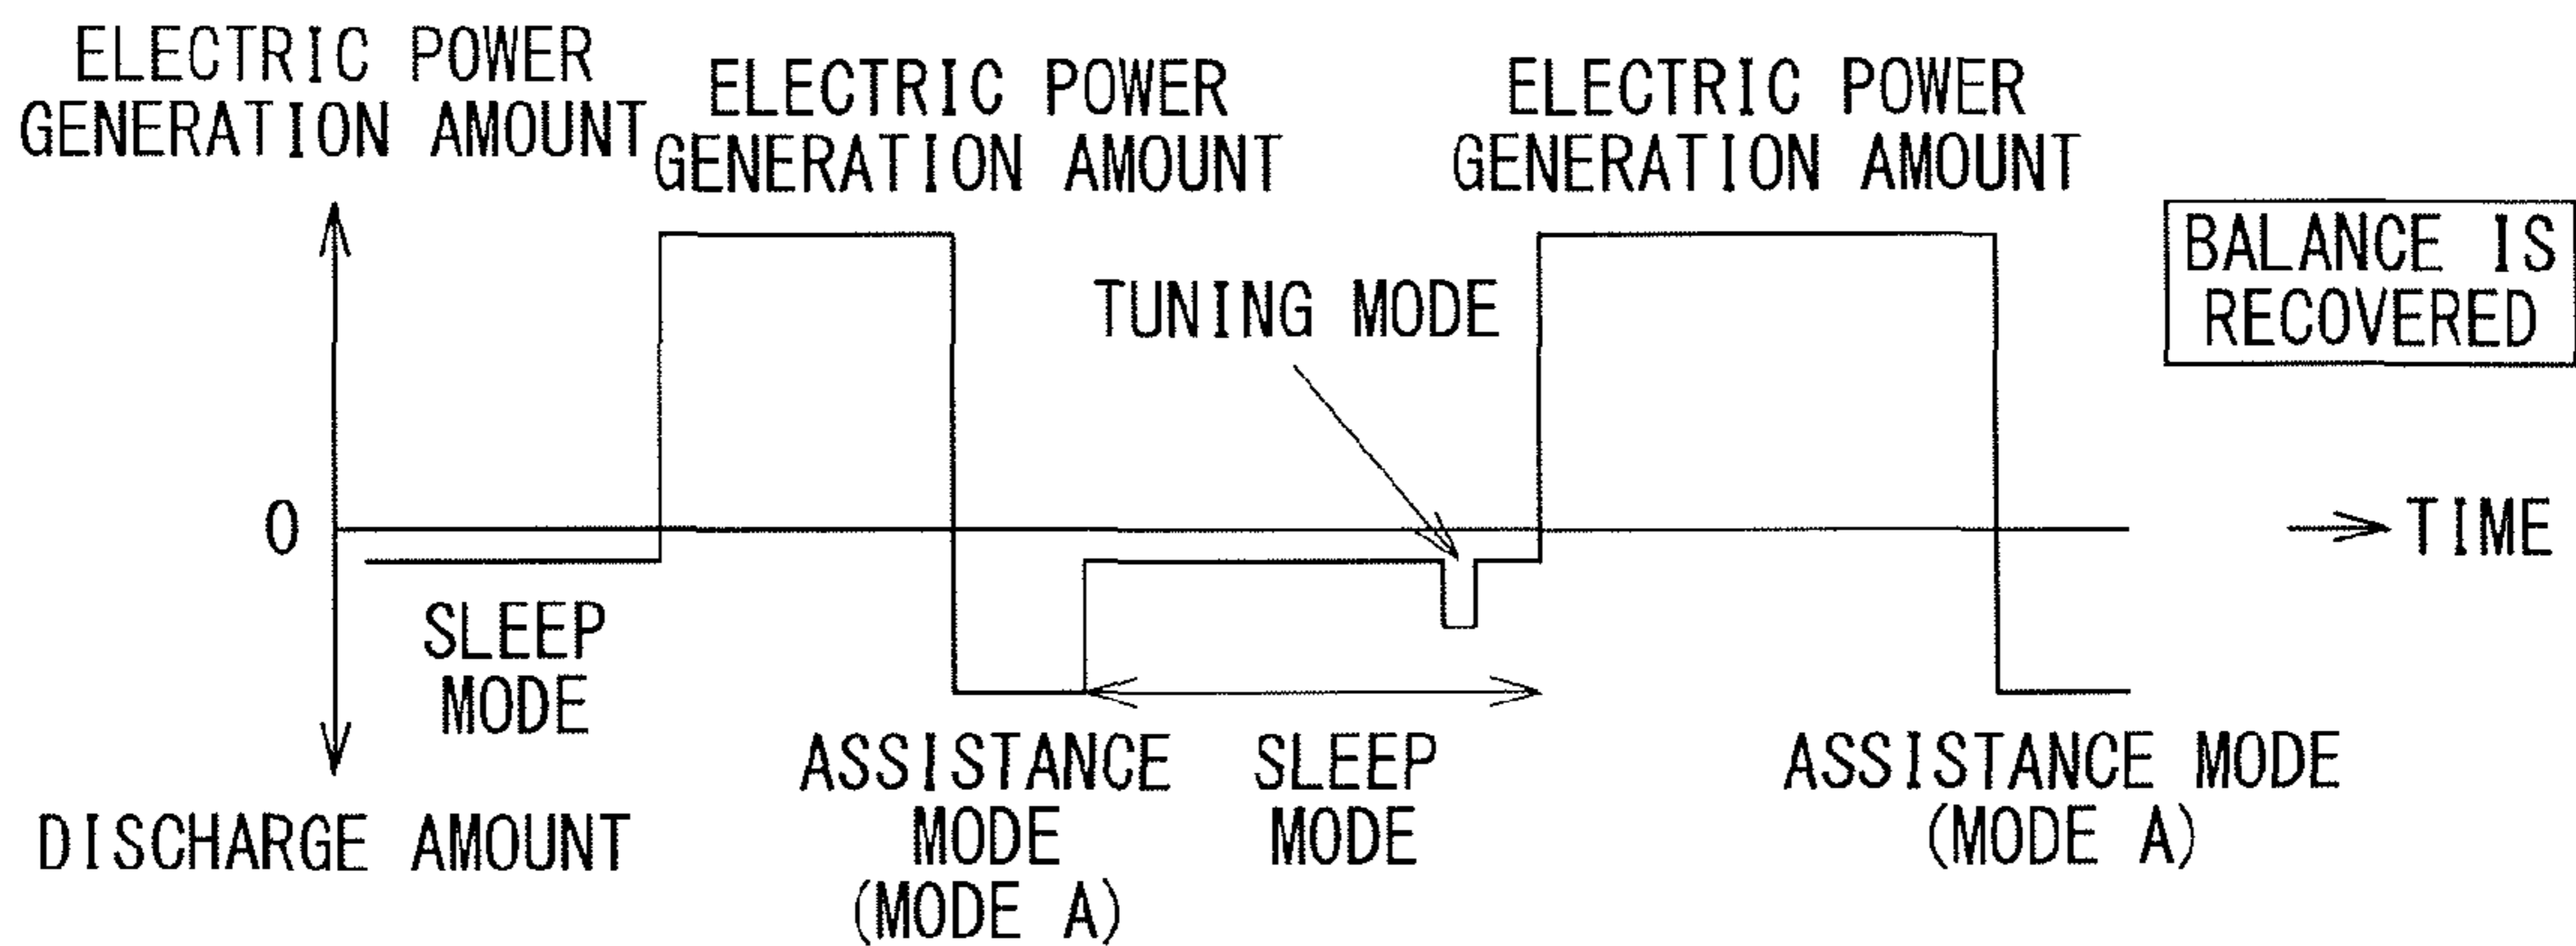 ELECTRIC POWER
GENERATION AMOUNT
ELECTRIC POWER
GENERATION AMOUNT
ELECTRIC POWER
GENERATION AMOUNT
BALANCE IS
RECOVERED
TUNING MODE
0
TIME
SLEEP
MODE
DISCHARGE AMOUNT
ASSISTANCE
MODE
(MODE A)
SLEEP
MODE
ASSISTANCE MODE
(MODE A)